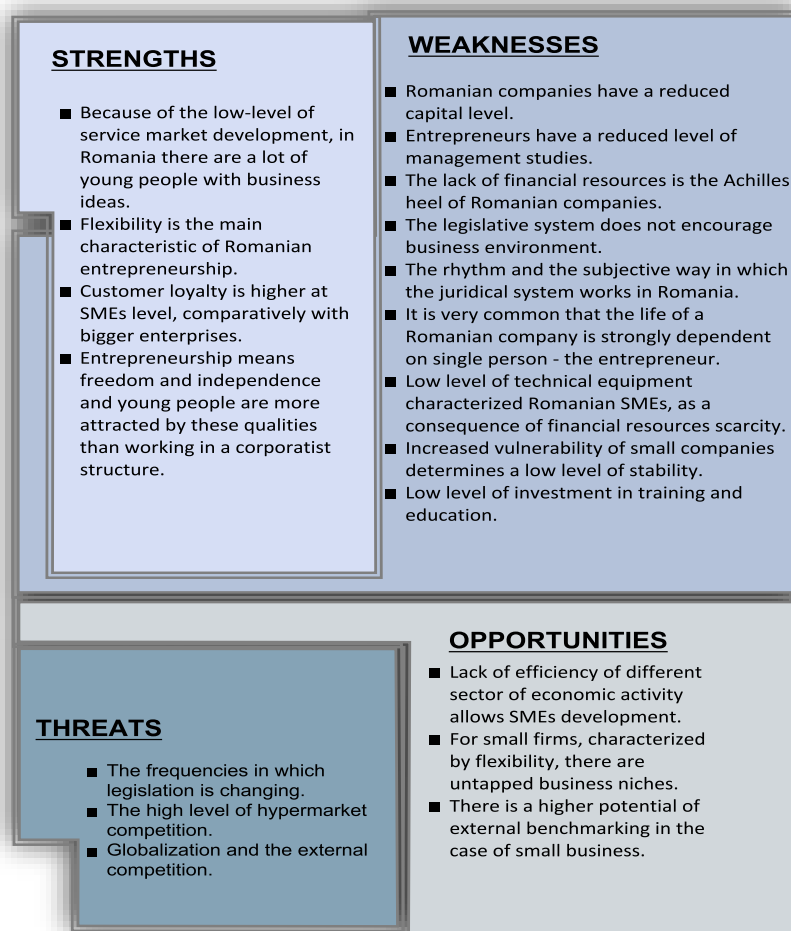 STRENGTHS
■ Because of the low-level of
service market development, in
Romania there are a lot of
young people with business
ideas.
■ Flexibility is the main
characteristic of Romanian
entrepreneurship.
■ Customer loyalty is higher at
SMEs level, comparatively with
bigger enterprises.
■ Entrepreneurship means
freedom and independence
and young people are more
attracted by these qualities
than working in a corporatist
structure.
WEAKNESSES
■ Romanian companies have a reduced
capital level.
■ Entrepreneurs have a reduced level of
management studies.
■ The lack of financial resources is the Achilles
heel of Romanian companies.
■ The legislative system does not encourage
business environment.
■ The rhythm and the subjective way in which
the juridical system works in Romania.
■ It is very common that the life of a
Romanian company is strongly dependent
on single person - the entrepreneur.
■ Low level of technical equipment
characterized Romanian SMEs, as a
consequence of financial resources scarcity.
■ Increased vulnerability of small companies
determines a low level of stability.
■ Low level of investment in training and
education.
THREATS
■ The frequencies in which
legislation is changing.
■ The high level of hypermarket
competition.
■ Globalization and the external
competition.
OPPORTUNITIES
■ Lack of efficiency of different
sector of economic activity
allows SMEs development.
■ For small firms, characterized
by flexibility, there are
untapped business niches.
■ There is a higher potential of
external benchmarking in the
case of small business.